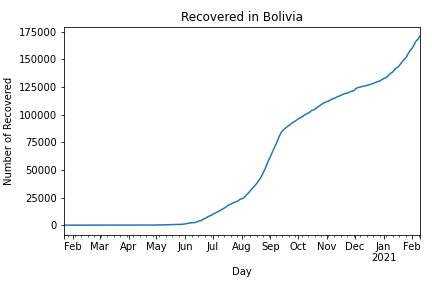 Recovered in Bolivia
Number of Recovered
175000
150000
125000
100000
75000
50000
25000
0
Feb Mar Apr May Jun Jul Aug Sep Oct Nov Dec Jan Feb
2021
Day